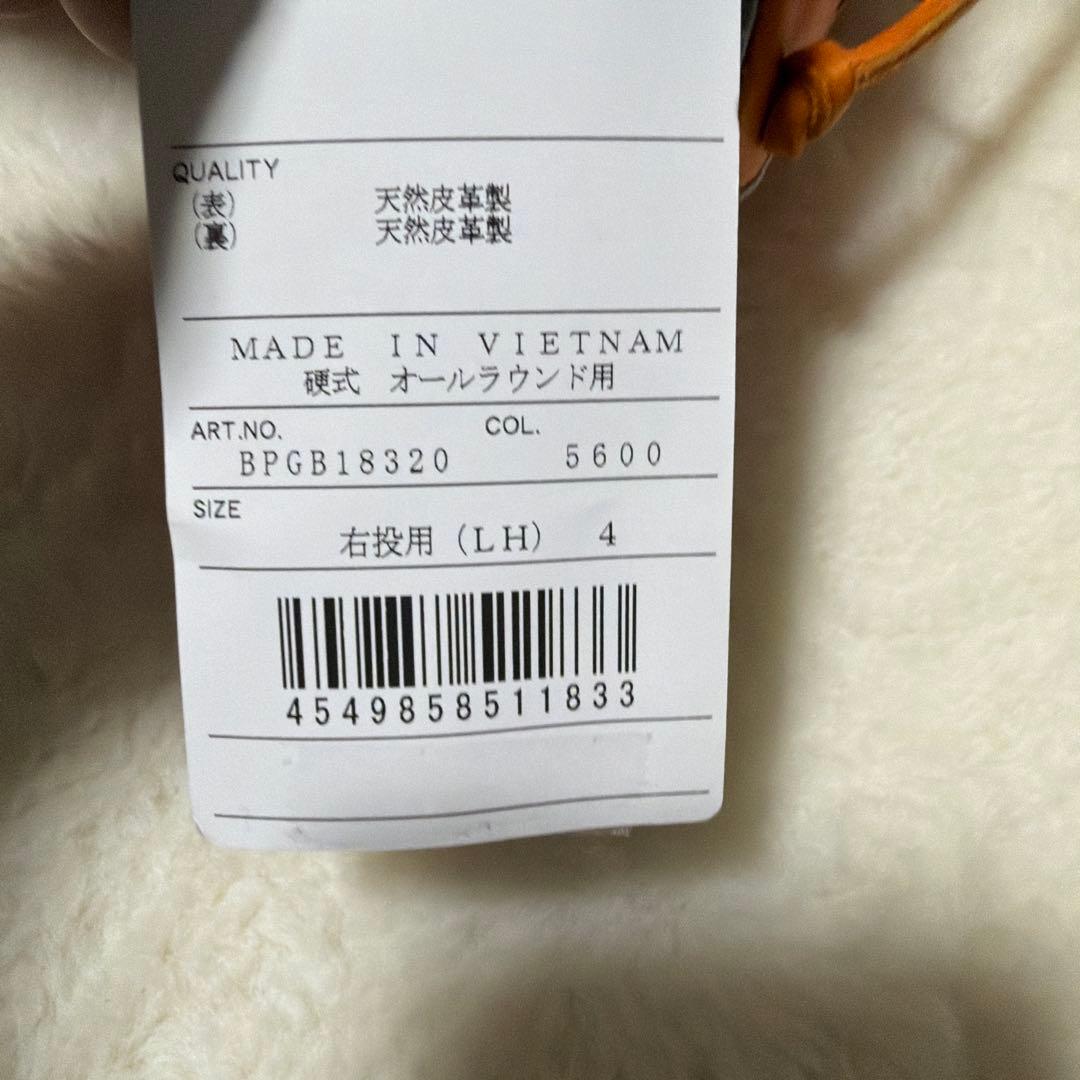 QUALITY
(表) 天然皮革製
(裏) 天然皮革製
MADE IN VIETNAM
硬式 オールラウンド用
ART.NO. COL.
BPGB18320 5600
SIZE
右投用(LH) 4
4549858511833